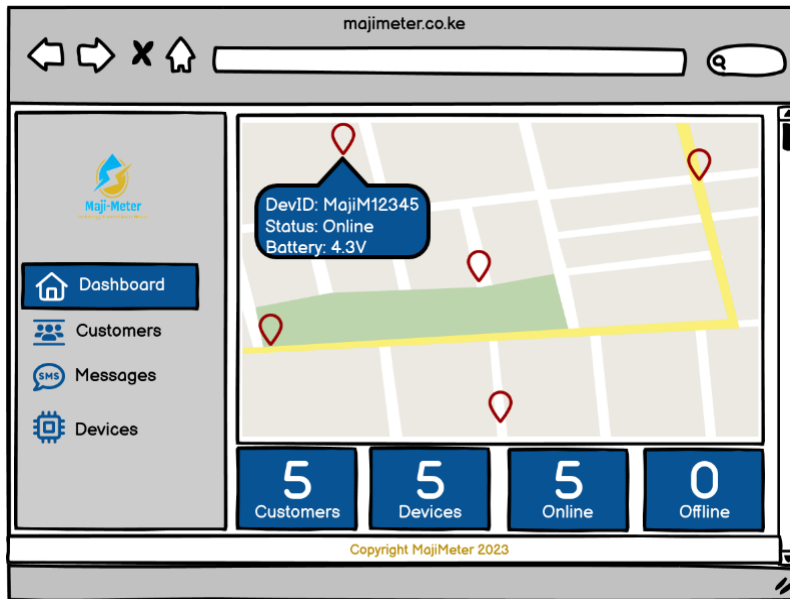 majimeter.co.ke
Maji-Meter
Dashboard
Customers
SMS
Messages
Devices
DevID: MajiM12345
Status: Online
Battery: 4.3V
5
Customers
5
Devices
5
Online
0
Offline
Copyright MajiMeter 2023